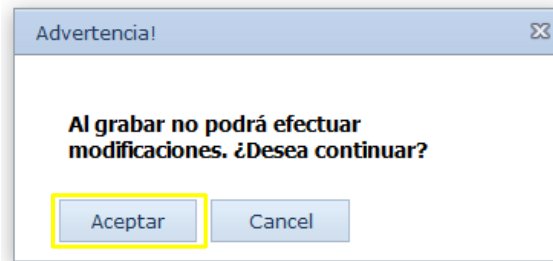 Advertencia!
Al grabar no podrá efectuar
modificaciones. ¿Desea continuar?
Aceptar
Cancel